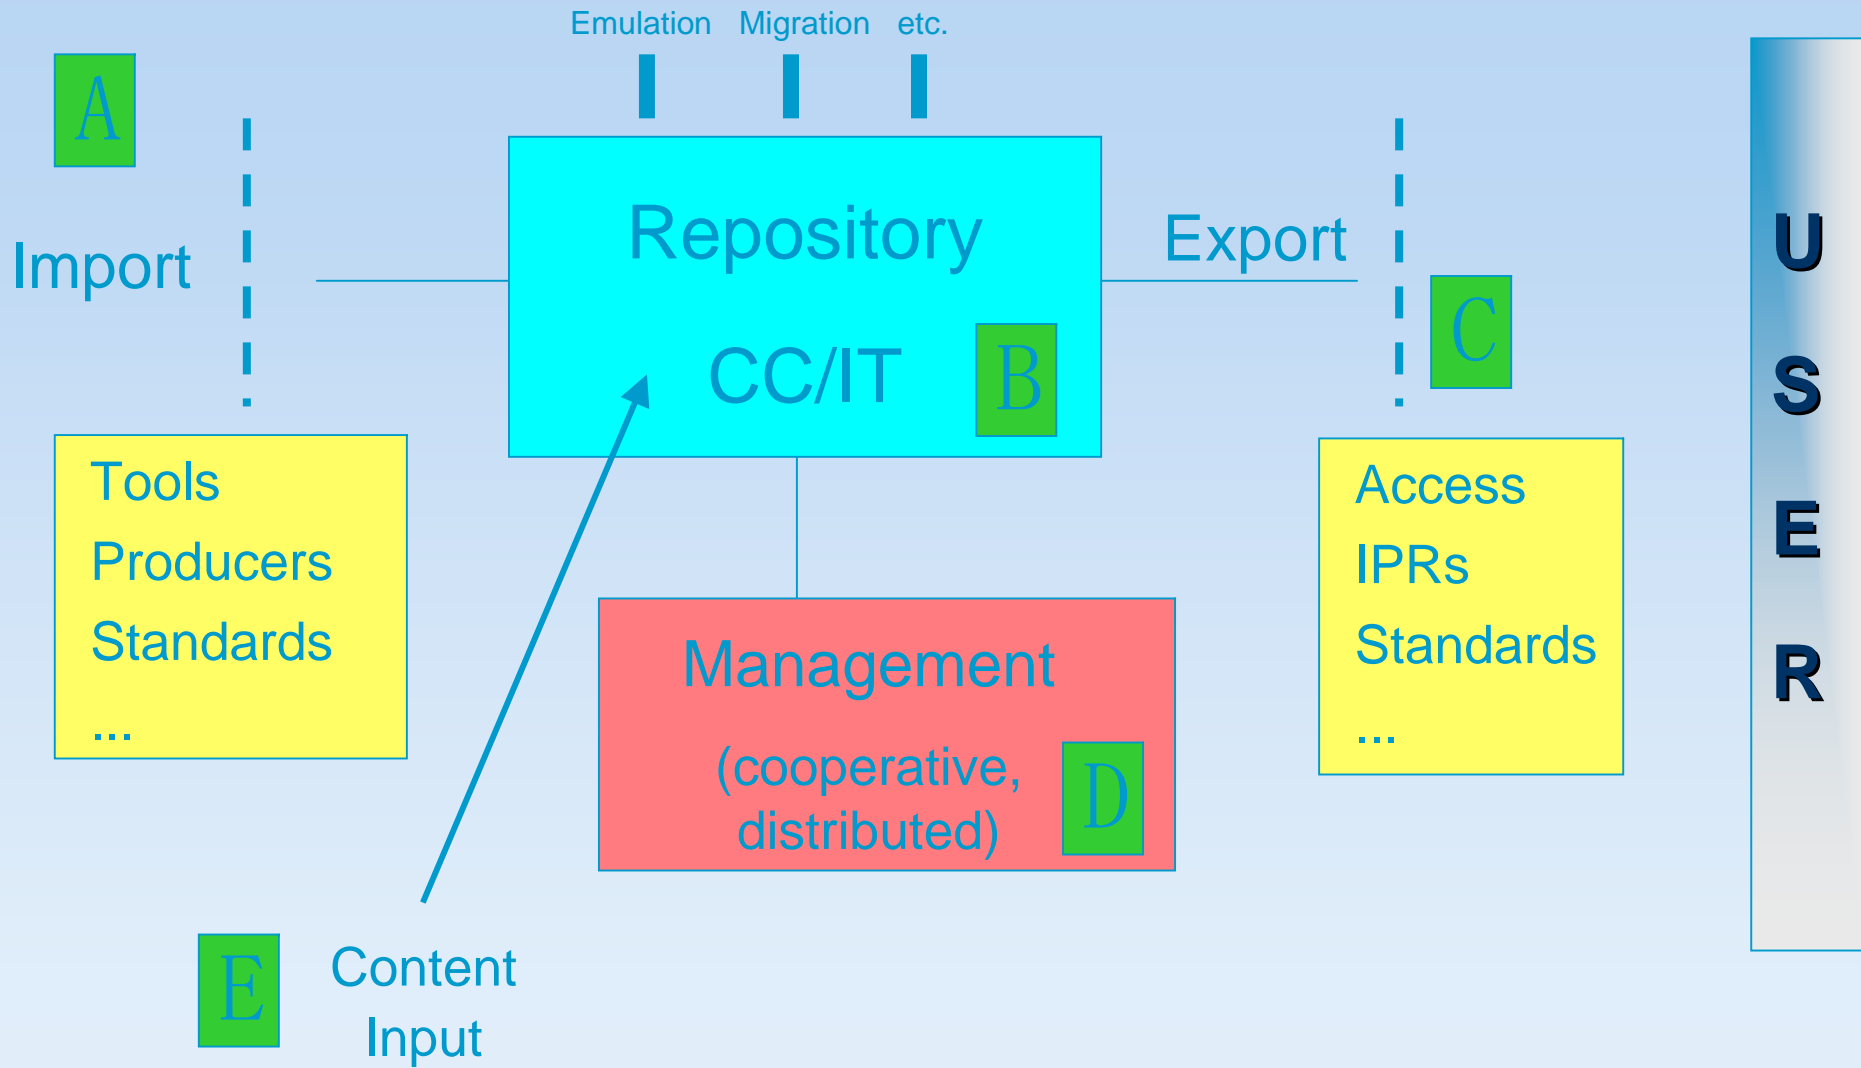 Emulation Migration etc.
A
Import
Repository
CC/IT
B
Export
C
Tools
Producers
Standards
...
Management
(cooperative,
distributed)
D
Access
IPRs
Standards
...
E
Content
Input
U
S
E
R